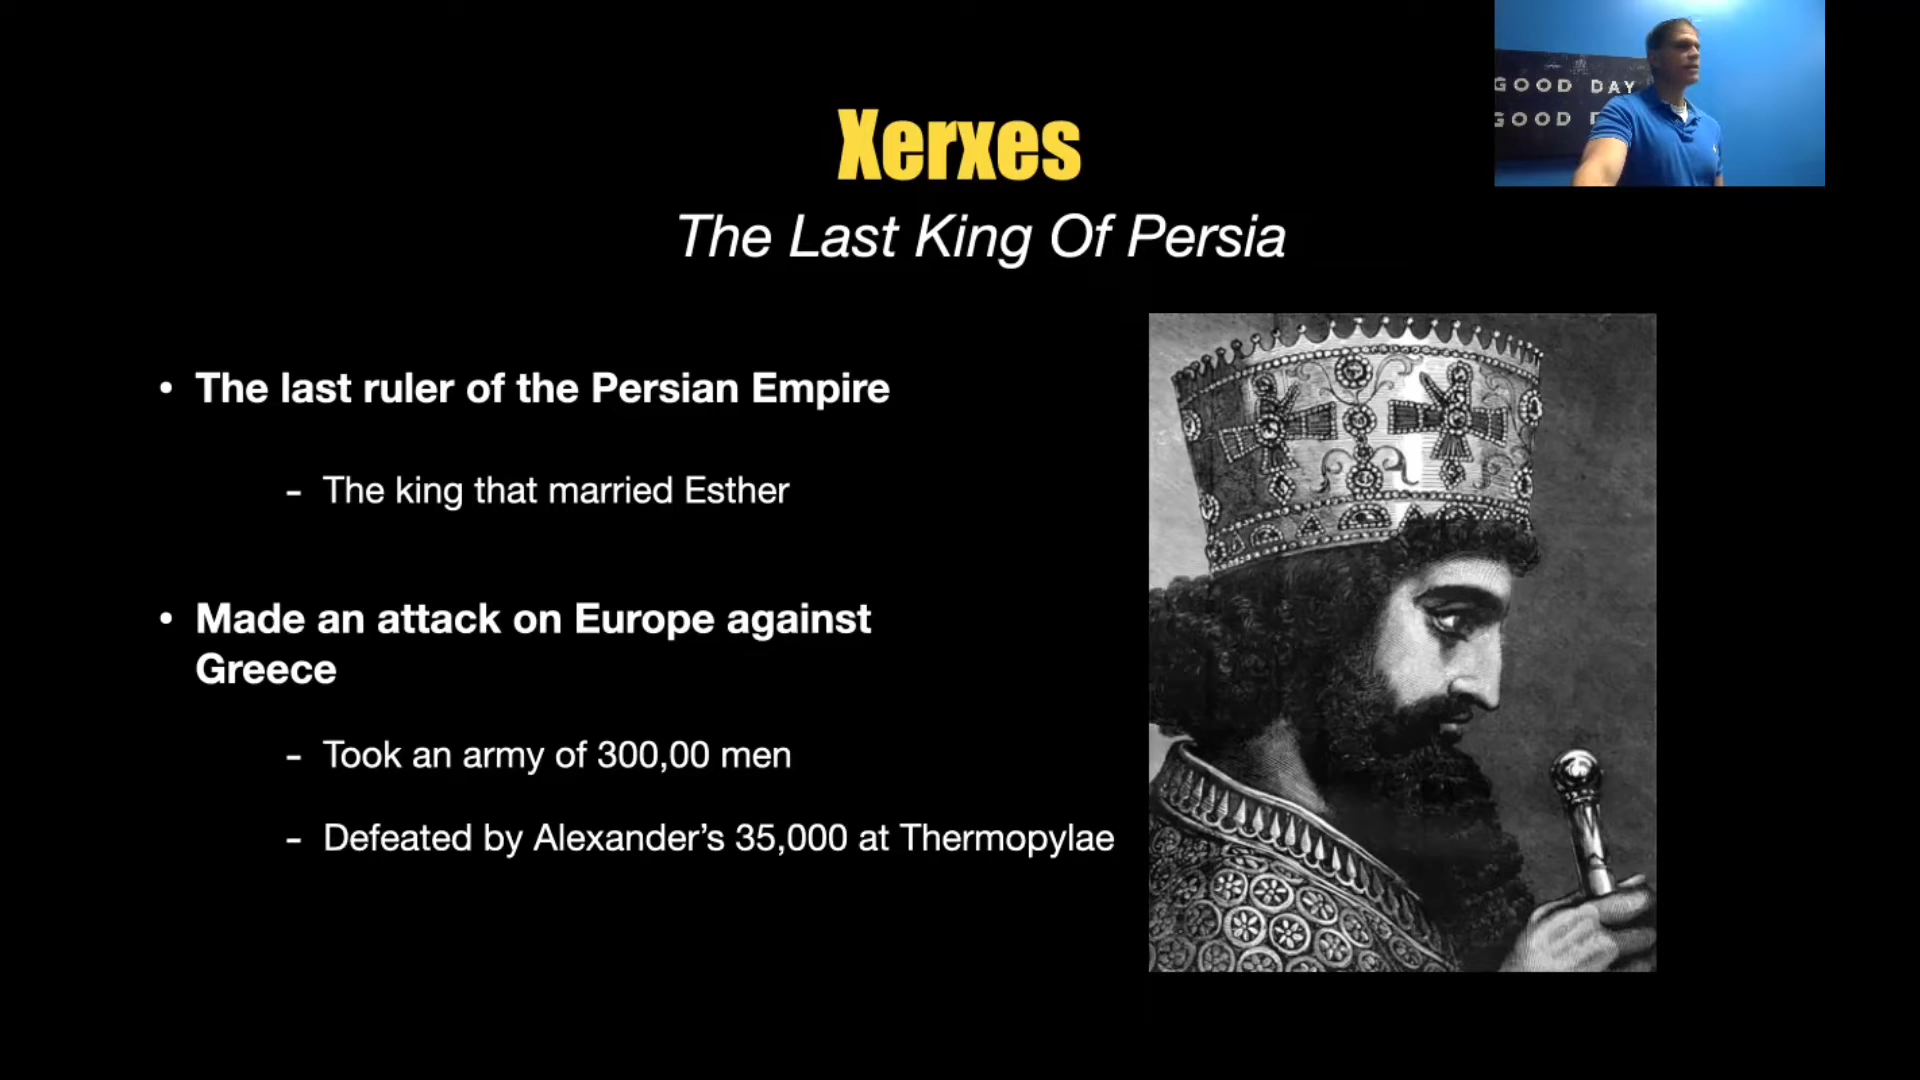 GOOD DAY
GOOD
Xerxes
The Last King Of Persia
• The last ruler of the Persian Empire
- The king that married Esther
• Made an attack on Europe against
Greece
- Took an army of 300,00 men
- Defeated by Alexander’s 35,000 at Thermopylae